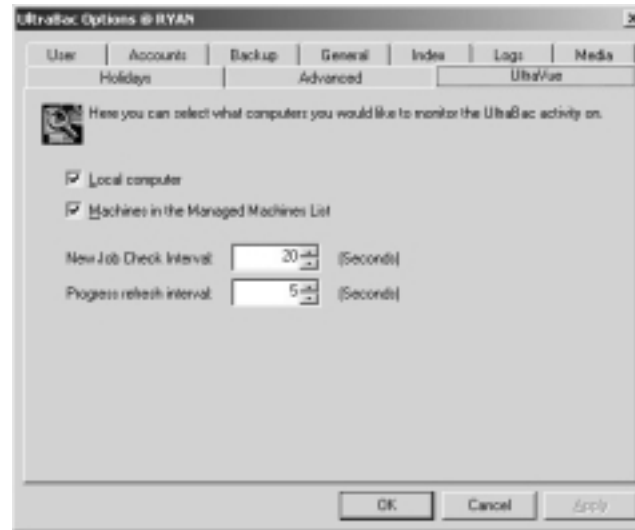 UltraBac Options @ RYAN
User Accounts Backup General Index Logs Media
Holidays Advanced UltraVue
Here you can select what computers you would like to monitor the UltraBac activity on.
Local computer
Machines in the Managed Machines List
New Job Check Interval: 20 (Seconds)
Progress refresh interval: 5 (Seconds)
OK Cancel Apply